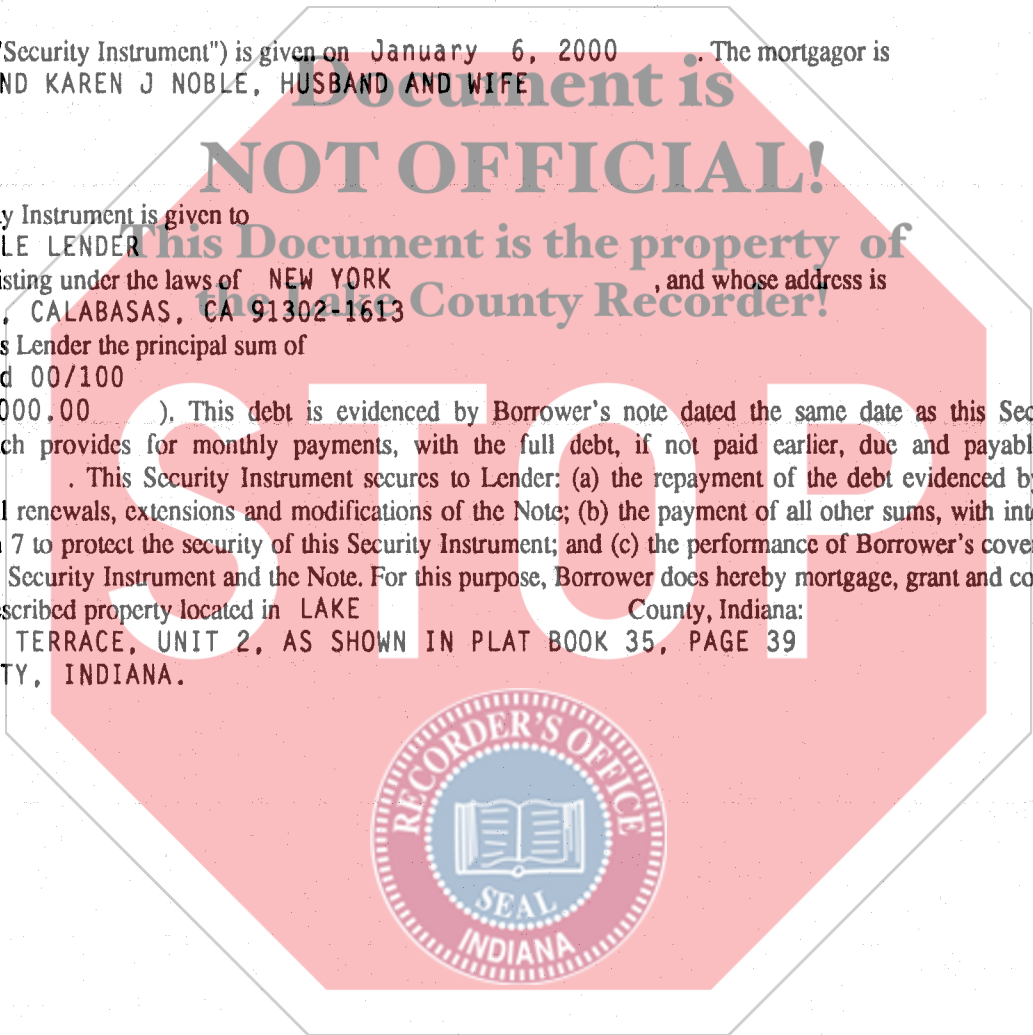 "Security Instrument") is given on January 6, 2000 . The mortgagor is
ND KAREN J NOBLE, HUSBAND AND WIFE
Document is
NOT OFFICIAL!
y Instrument is given to
LE LENDER
This Document is the property of
isting under the laws of NEW YORK , and whose address is
the Lake County Recorder!
, CALABASAS, CA 91302-1613
s Lender the principal sum of
d 00/100
000.00 ). This debt is evidenced by Borrower's note dated the same date as this Sec
ch provides for monthly payments, with the full debt, if not paid earlier, due and payabl
. This Security Instrument secures to Lender: (a) the repayment of the debt evidenced by
l renewals, extensions and modifications of the Note; (b) the payment of all other sums, with inte
7 to protect the security of this Security Instrument; and (c) the performance of Borrower's cove
Security Instrument and the Note. For this purpose, Borrower does hereby mortgage, grant and co
scribed property located in LAKE County, Indiana:
TERRACE, UNIT 2, AS SHOWN IN PLAT BOOK 35, PAGE 39
TY, INDIANA.
STOP
RECORDER'S OFFICE
SEAL
INDIANA